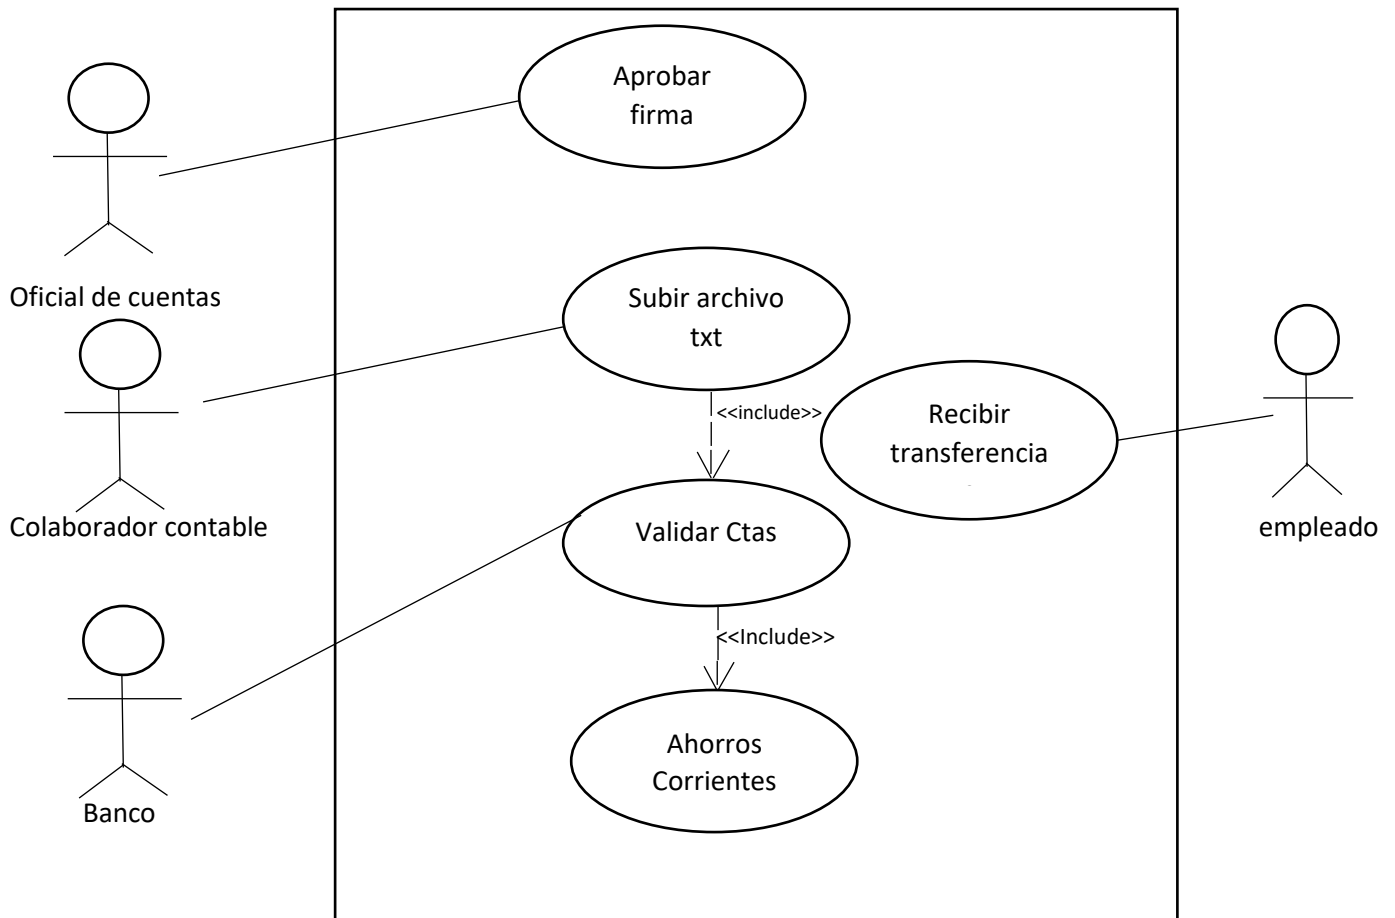 Aprobar
firma
Oficial de cuentas
Subir archivo
txt
<<include>>
Recibir
transferencia
Colaborador contable
Validar Ctas
empleado
<<Include>>
Ahorros
Corrientes
Banco